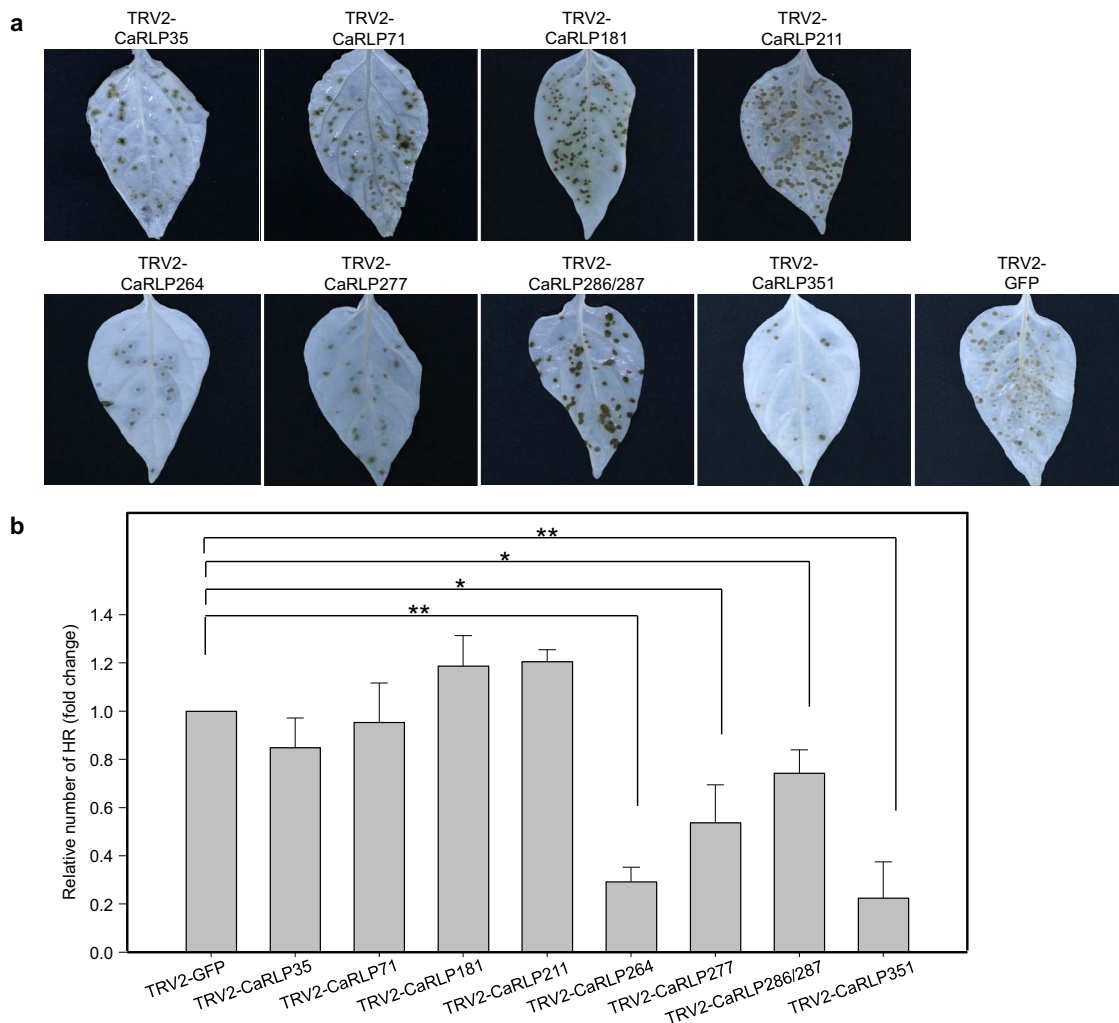 a
TRV2-
CaRLP35
TRV2-
CaRLP71
TRV2-
CaRLP181
TRV2-
CaRLP211
TRV2-
CaRLP264
TRV2-
CaRLP277
TRV2-
CaRLP286/287
TRV2-
CaRLP351
TRV2-
GFP
b
**
*
*
**
Relative number of HR (fold change)
1.4
1.2
1.0
0.8
0.6
0.4
0.2
0.0
TRV2-GFP
TRV2-CaRLP35
TRV2-CaRLP71
TRV2-CaRLP181
TRV2-CaRLP211
TRV2-CaRLP264
TRV2-CaRLP277
TRV2-CaRLP286/287
TRV2-CaRLP351